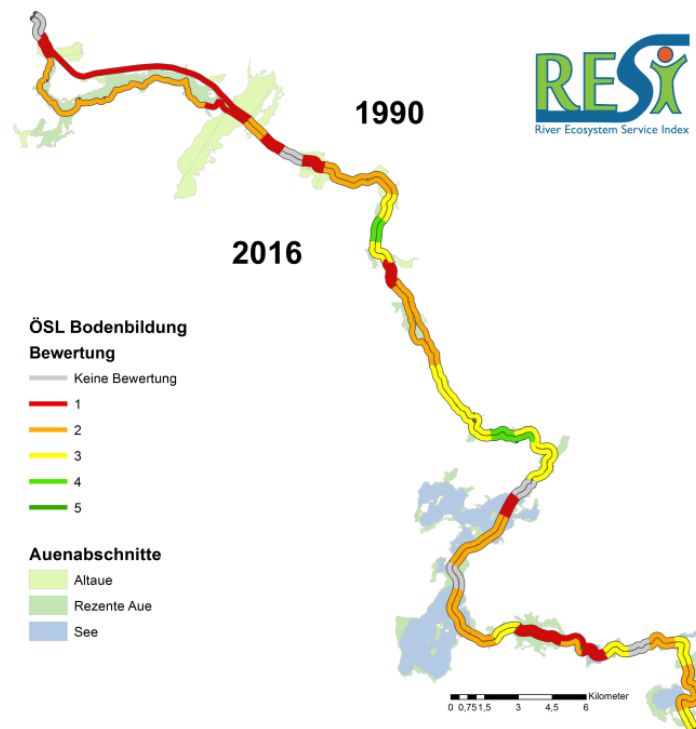 RESI
River Ecosystem Service Index
1990
2016
ÖSL Bodenbildung
Bewertung
Keine Bewertung
1
2
3
4
5
Auenabschnitte
Altaue
Rezente Aue
See
Kilometer
0 0,75 1,5 3 4,5 6